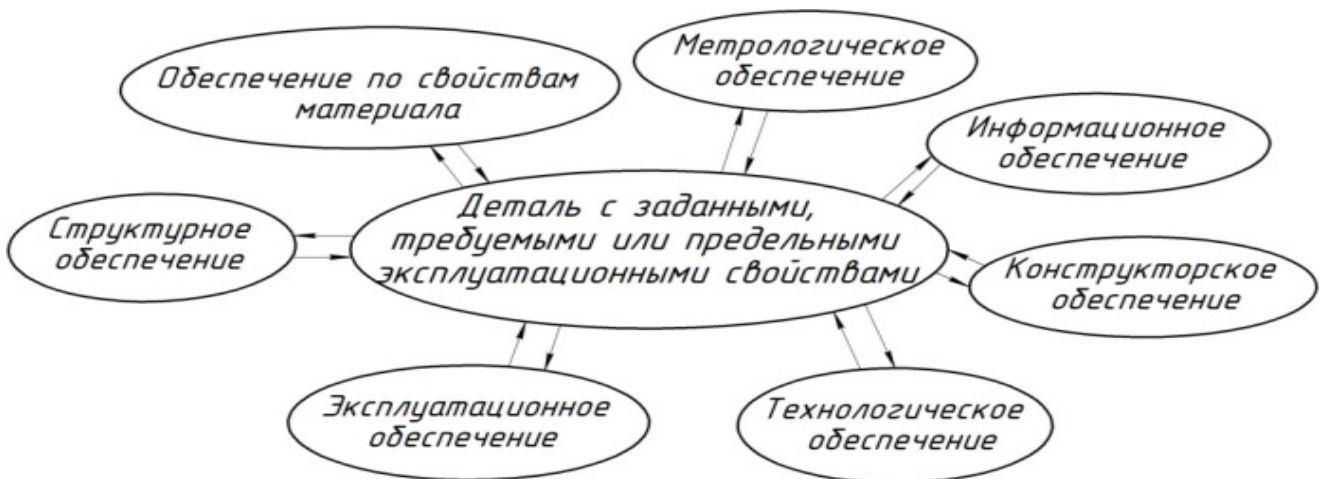 Обеспечение по свойствам
материала
Метрологическое
обеспечение
Информационное
обеспечение
Структурное
обеспечение
Деталь с заданными,
требуемыми или предельными
эксплуатационными свойствами
Конструкторское
обеспечение
Эксплуатационное
обеспечение
Технологическое
обеспечение